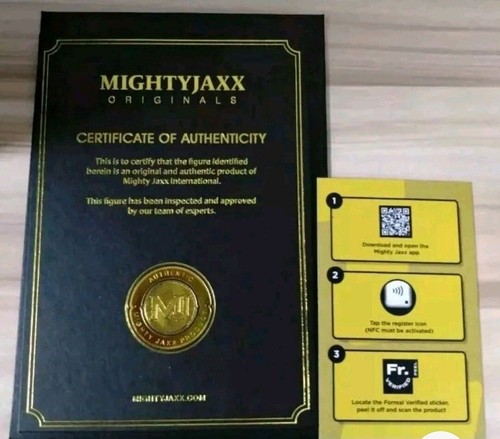 MIGHTYJAXX
ORIGINALS
CERTIFICATE OF AUTHENTICITY
This is to certify that the figure identified
herein is an original and authentic product of
Mighty Jaxx International.
This figure has been inspected and approved
by our team of experts.
AUTHENTIC
MJ
MIGHTY JAXX
MIGHTYJAXX.COM
1
Download and open the
Mighty Jaxx app
2
Tap the register icon
(NFC must be activated)
3
Fr.
VERIFIED
Locate the Formal Verified sticker,
peel it off and scan the product